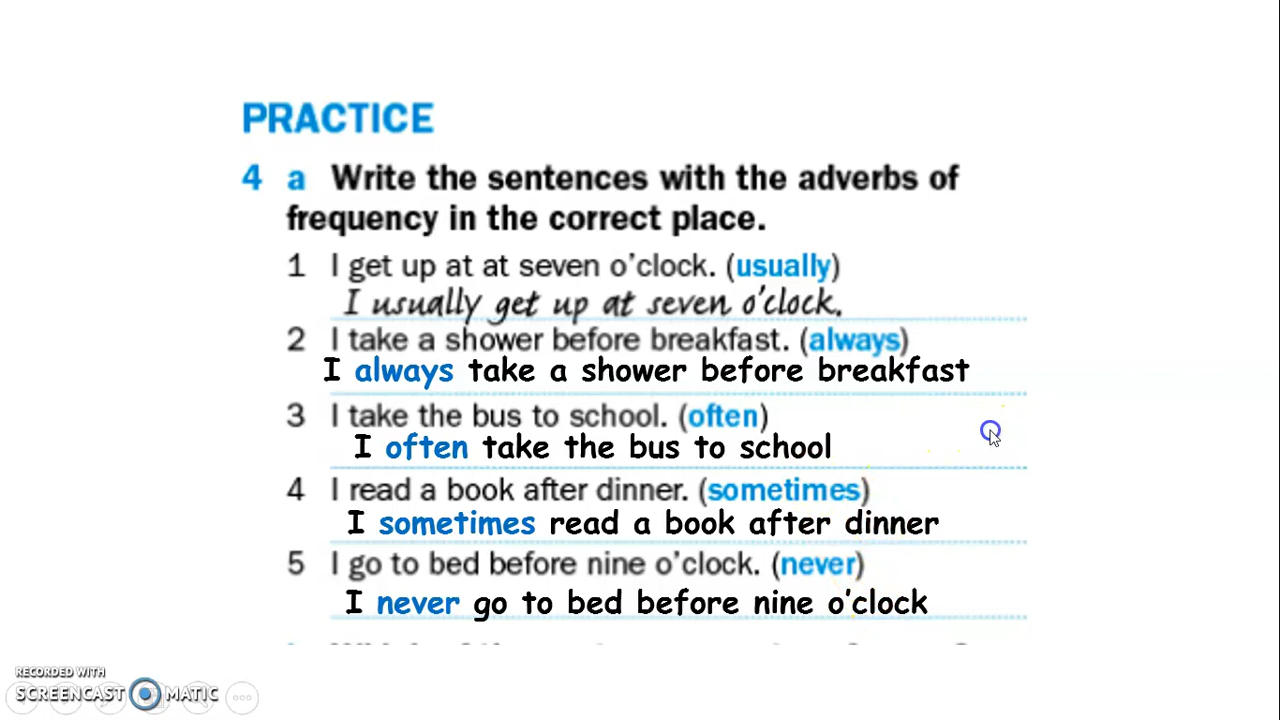 PRACTICE
4 a Write the sentences with the adverbs of
frequency in the correct place.
1 I get up at at seven o'clock. (usually)
I usually get up at seven o'clock.
2 I take a shower before breakfast. (always)
I always take a shower before breakfast
3 I take the bus to school. (often)
I often take the bus to school
4 I read a book after dinner. (sometimes)
I sometimes read a book after dinner
5 I go to bed before nine o'clock. (never)
I never go to bed before nine o'clock
RECORDED WITH
SCREENCAST MATIC